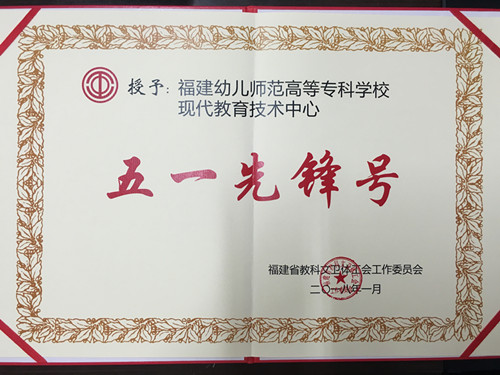 授予：福建幼儿师范高等专科学校
现代教育技术中心
五一先锋号
福建省教科文卫体工会工作委员会
二〇一八年一月